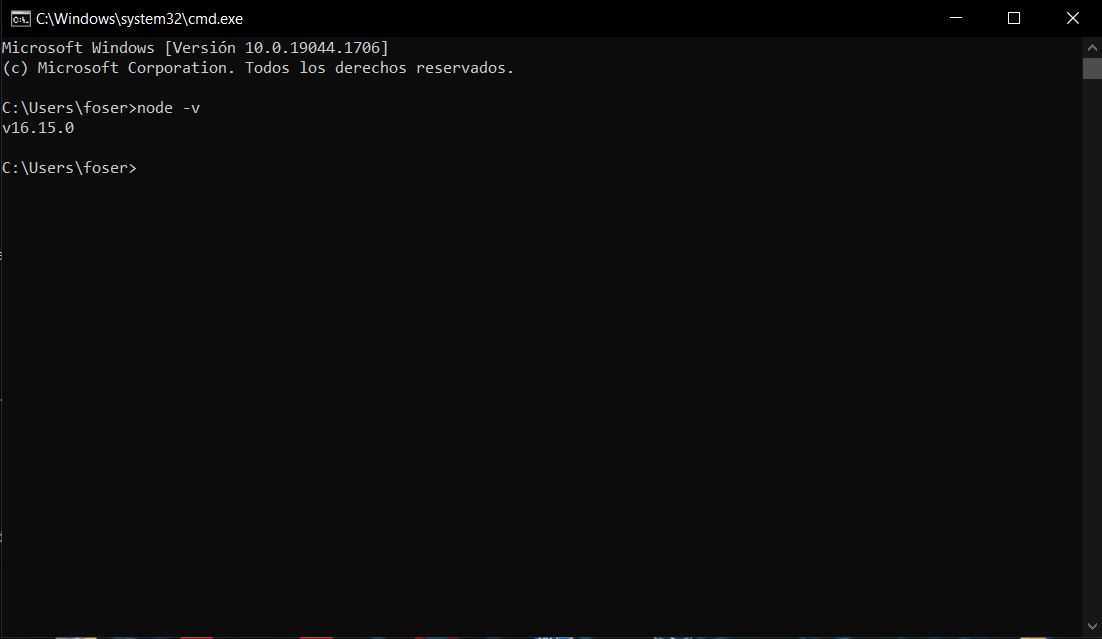 C:\Windows\system32\cmd.exe
Microsoft Windows [Versión 10.0.19044.1706]
(c) Microsoft Corporation. Todos los derechos reservados.
C:\Users\foser>node -v
v16.15.0
C:\Users\foser>